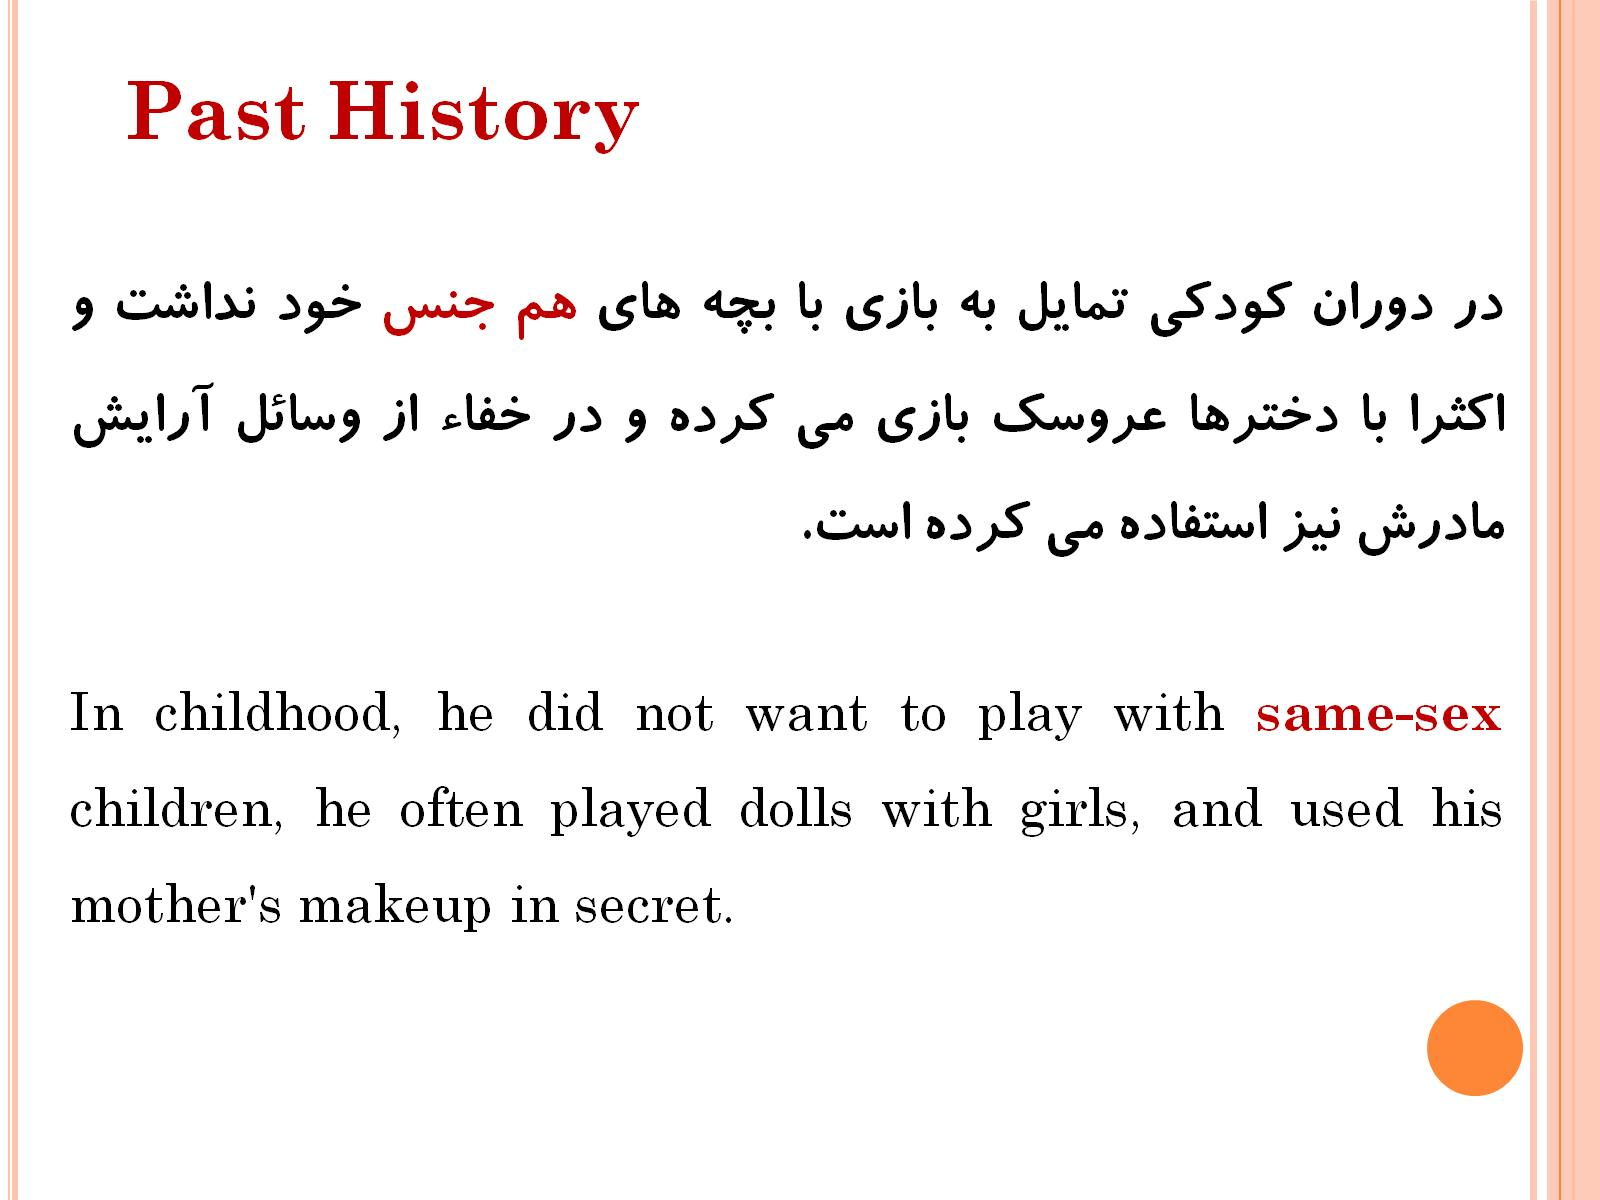 Past History
در دوران کودکی تمایل به بازی با بچه های هم جنس خود نداشت و
اکثرا با دخترها عروسک بازی می کرده و در خفاء از وسائل آرایش
مادرش نیز استفاده می کرده است.
In childhood, he did not want to play with same-sex
children, he often played dolls with girls, and used his
mother's makeup in secret.